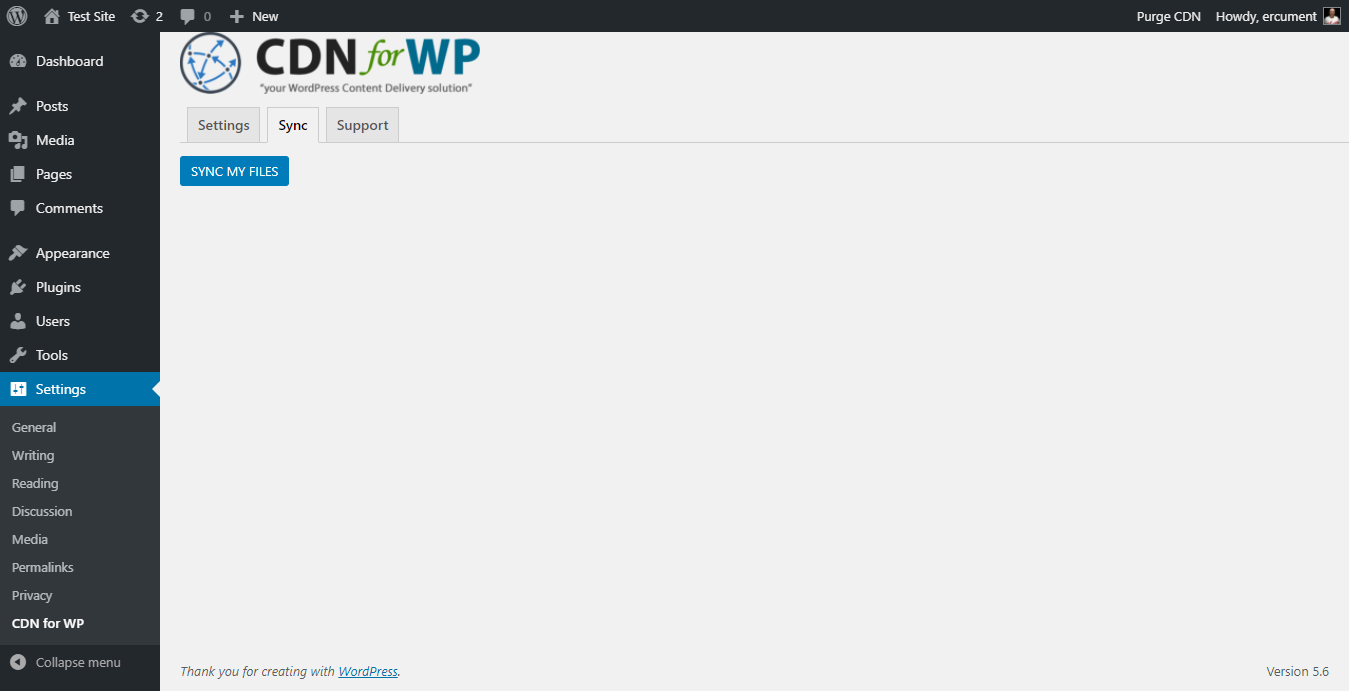 Test Site 2 0 New Purge CDN Howdy, ercument
Dashboard
Posts
Media
Pages
Comments
Appearance
Plugins
Users
Tools
Settings
General
Writing
Reading
Discussion
Media
Permalinks
Privacy
CDN for WP
Collapse menu
CDN for WP
"your WordPress Content Delivery solution"
Settings Sync Support
SYNC MY FILES
Thank you for creating with WordPress. Version 5.6